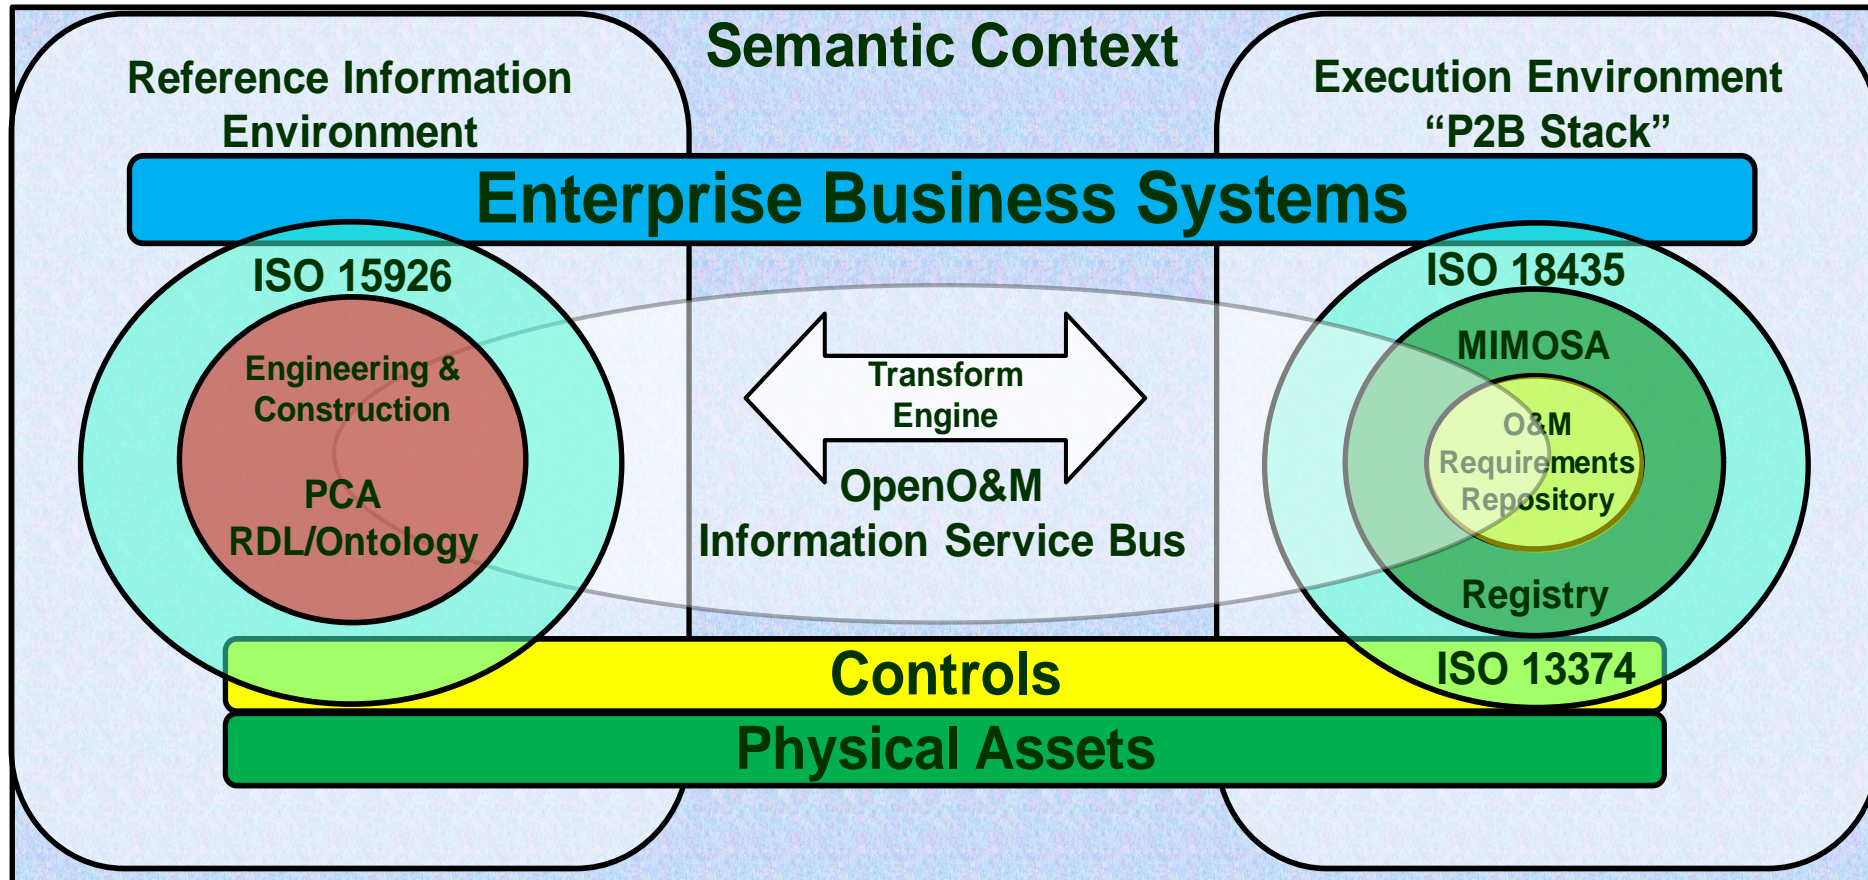 Semantic Context
Reference Information
Environment
Execution Environment
“P2B Stack”
Enterprise Business Systems
ISO 15926
Engineering &
Construction
PCA
RDL/Ontology
Transform
Engine
OpenO&M
Information Service Bus
ISO 18435
MIMOSA
O&M
Requirements
Repository
Registry
Controls
ISO 13374
Physical Assets